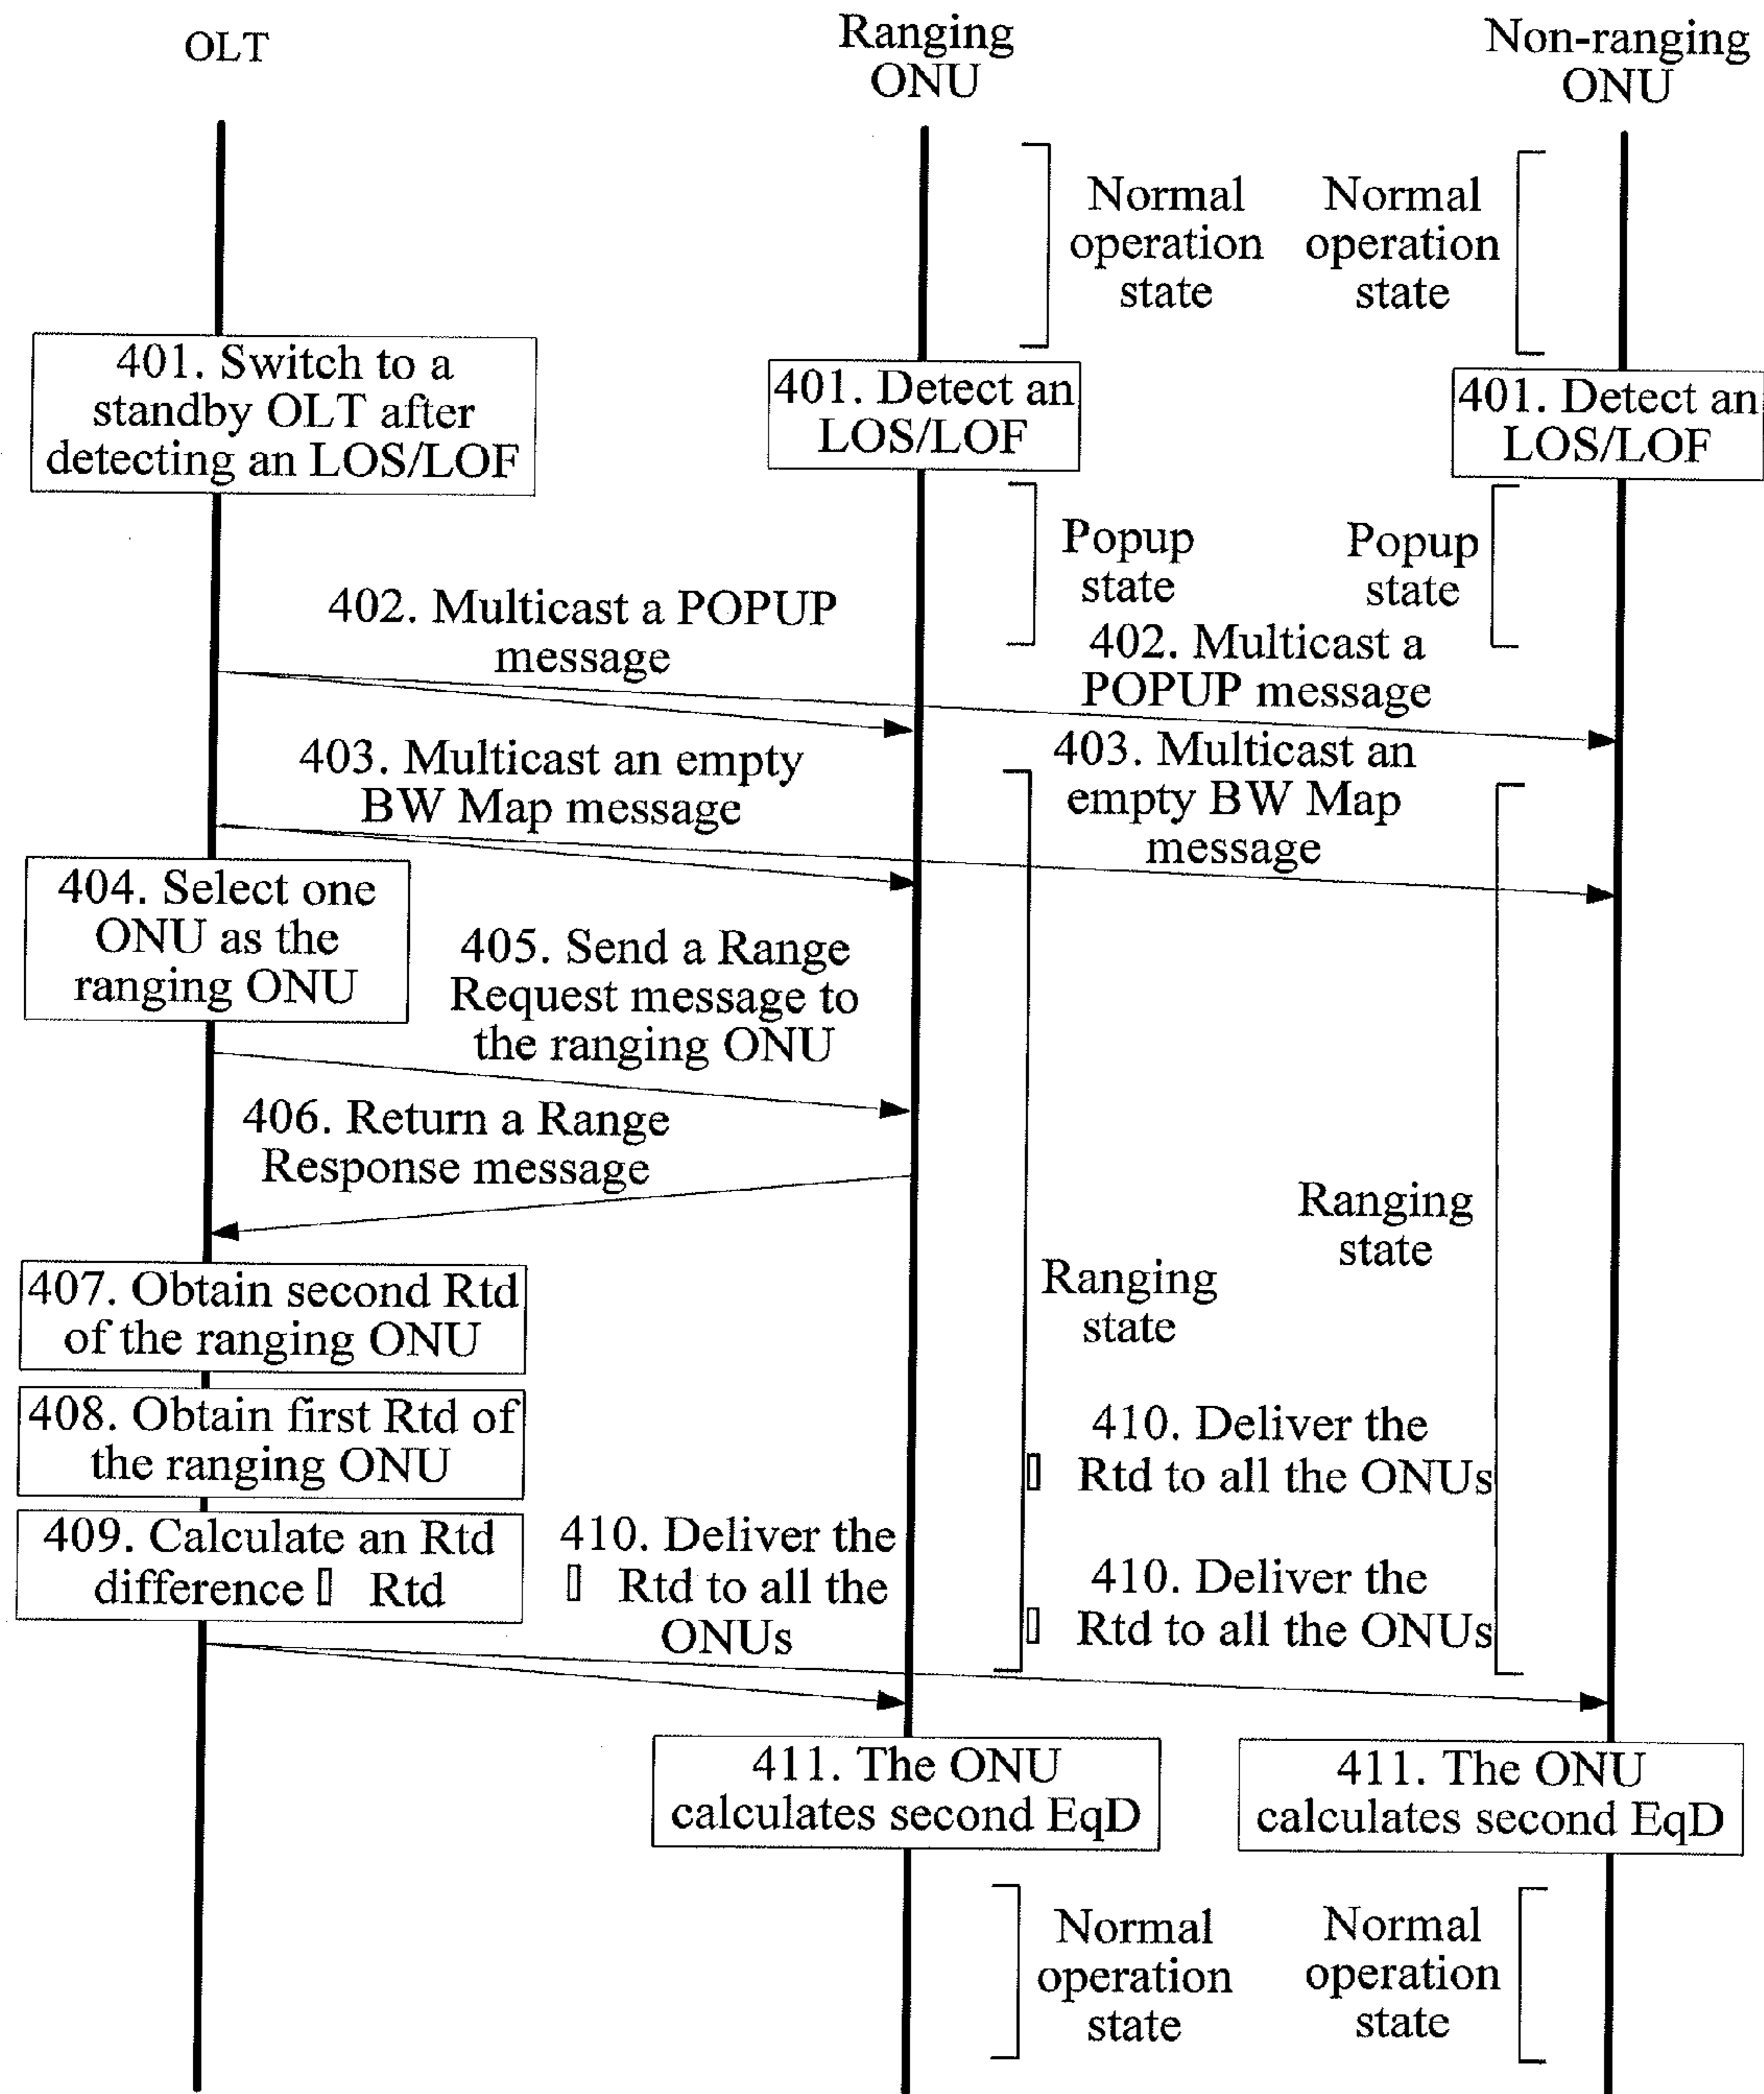 OLT
Ranging
ONU
Non-ranging
ONU
Normal
operation
state
Normal
operation
state
401. Switch to a
standby OLT after
detecting an LOS/LOF
401. Detect an
LOS/LOF
401. Detect an
LOS/LOF
Popup
state
Popup
state
402. Multicast a POPUP
message
402. Multicast a
POPUP message
403. Multicast an empty
BW Map message
403. Multicast an
empty BW Map
message
404. Select one
ONU as the
ranging ONU
405. Send a Range
Request message to
the ranging ONU
406. Return a Range
Response message
Ranging
state
Ranging
state
407. Obtain second Rtd
of the ranging ONU
408. Obtain first Rtd of
the ranging ONU
410. Deliver the
▯ Rtd to all the ONUs
409. Calculate an Rtd
difference ▯ Rtd
410. Deliver the
▯ Rtd to all the
ONUs
410. Deliver the
▯ Rtd to all the ONUs
411. The ONU
calculates second EqD
411. The ONU
calculates second EqD
Normal
operation
state
Normal
operation
state